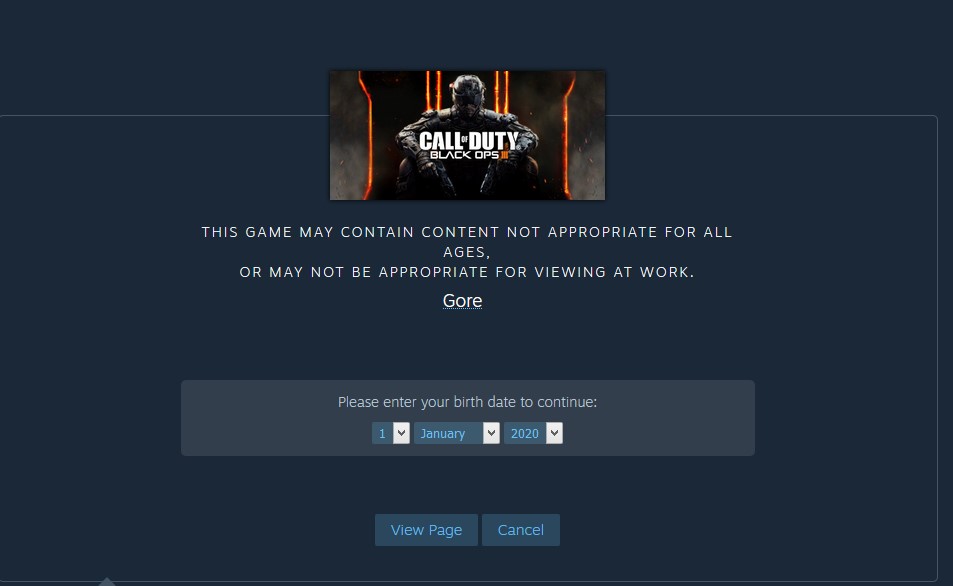 CALL OF DUTY
BLACK OPS III
THIS GAME MAY CONTAIN CONTENT NOT APPROPRIATE FOR ALL
AGES,
OR MAY NOT BE APPROPRIATE FOR VIEWING AT WORK.
Gore
Please enter your birth date to continue:
1 January 2020
View Page Cancel